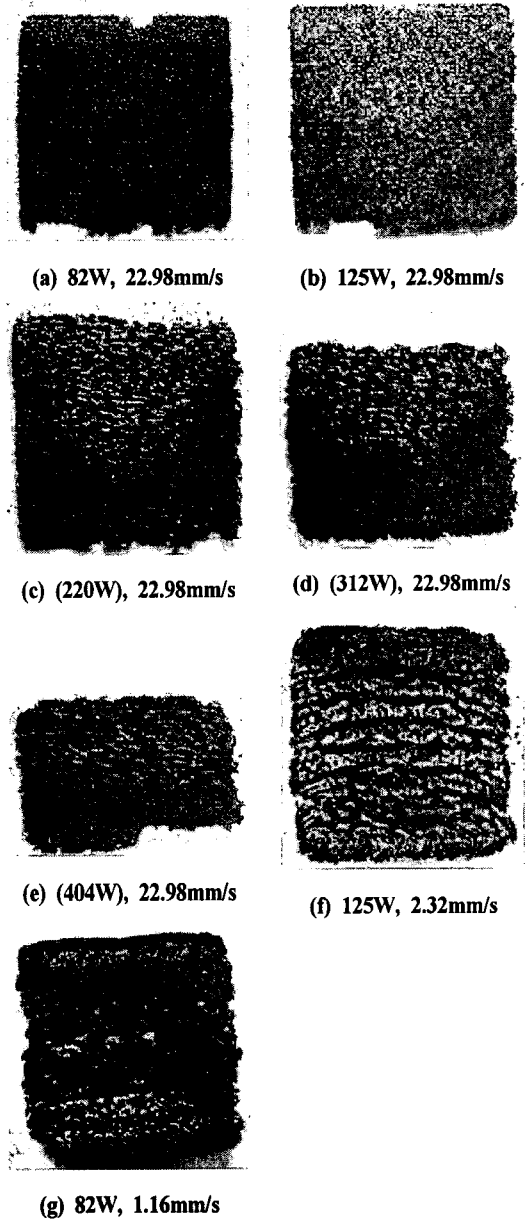 (a) 82W, 22.98mm/s
(b) 125W, 22.98mm/s
(c) (220W), 22.98mm/s
(d) (312W), 22.98mm/s
(e) (404W), 22.98mm/s
(f) 125W, 2.32mm/s
(g) 82W, 1.16mm/s